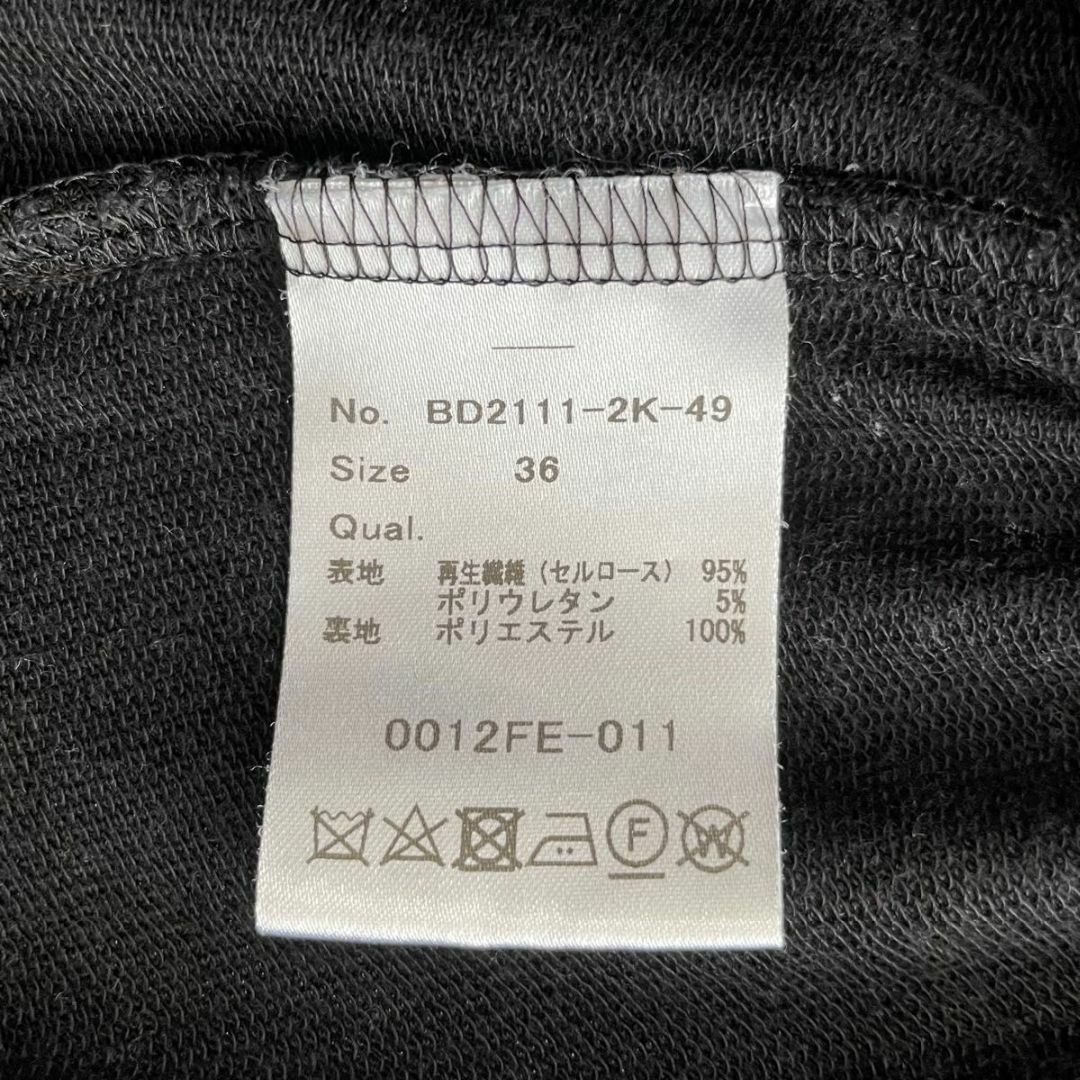 No. BD2111-2K-49
Size 36
Qual.
表地 再生繊維(セルロース) 95%
ポリウレタン 5%
裏地 ポリエステル 100%
0012FE-011
F W